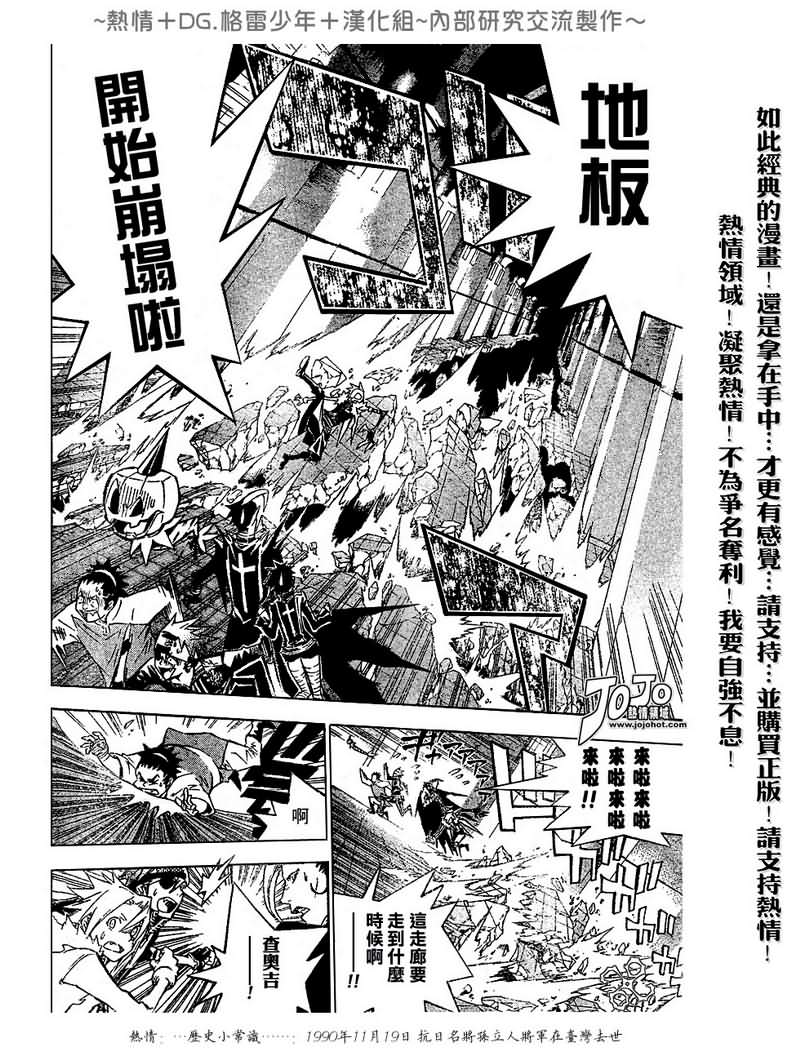 ~熱情＋DG.格雷少年＋漢化組~內部研究交流製作~
地板
開始崩塌啦
如此經典的漫畫！還是拿在手中…才更有感覺…請支持…並購買正版！請支持熱情！
熱情領域！凝聚熱情！不為爭名奪利！我要自強不息！
JOJO
熱情領域
www.jojohot.com
來啦來啦
來啦來啦
來啦!!
啊
這走廊要
走到什麼
時候啊
——!!
查奧吉
——!
熱情：…歷史小常識……：1990年11月19日 抗日名將孫立人將軍在臺灣去世